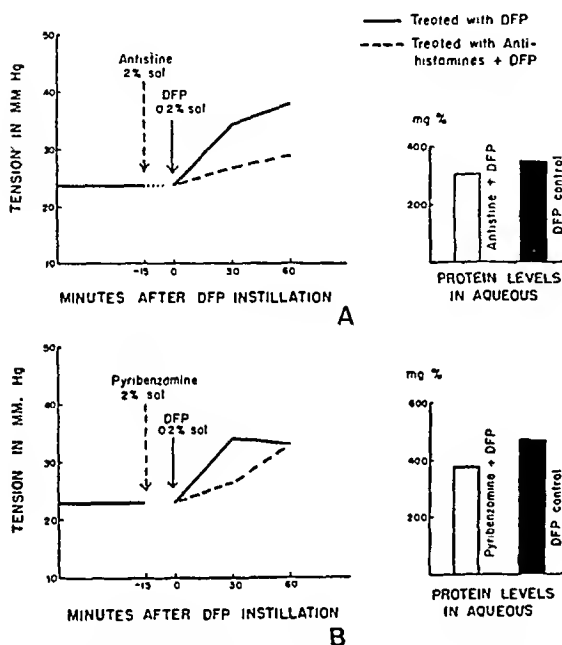 Treated with DFP
Treated with Anti-
histamines + DFP
TENSION IN MM Hg
50
40
30
20
10
Antistine
2% sol
DFP
0.2% sol
-15
0
30
60
MINUTES AFTER DFP INSTILLATION
A
mg %
400
200
Antistine + DFP
DFP control
PROTEIN LEVELS
IN AQUEOUS
TENSION IN MM. Hg
50
40
30
20
10
Pyribenzamine
2% sol
DFP
0.2% sol
-15
0
30
60
MINUTES AFTER DFP INSTILLATION
B
mg %
600
400
200
Pyribenzamine + DFP
DFP control
PROTEIN LEVELS
IN AQUEOUS